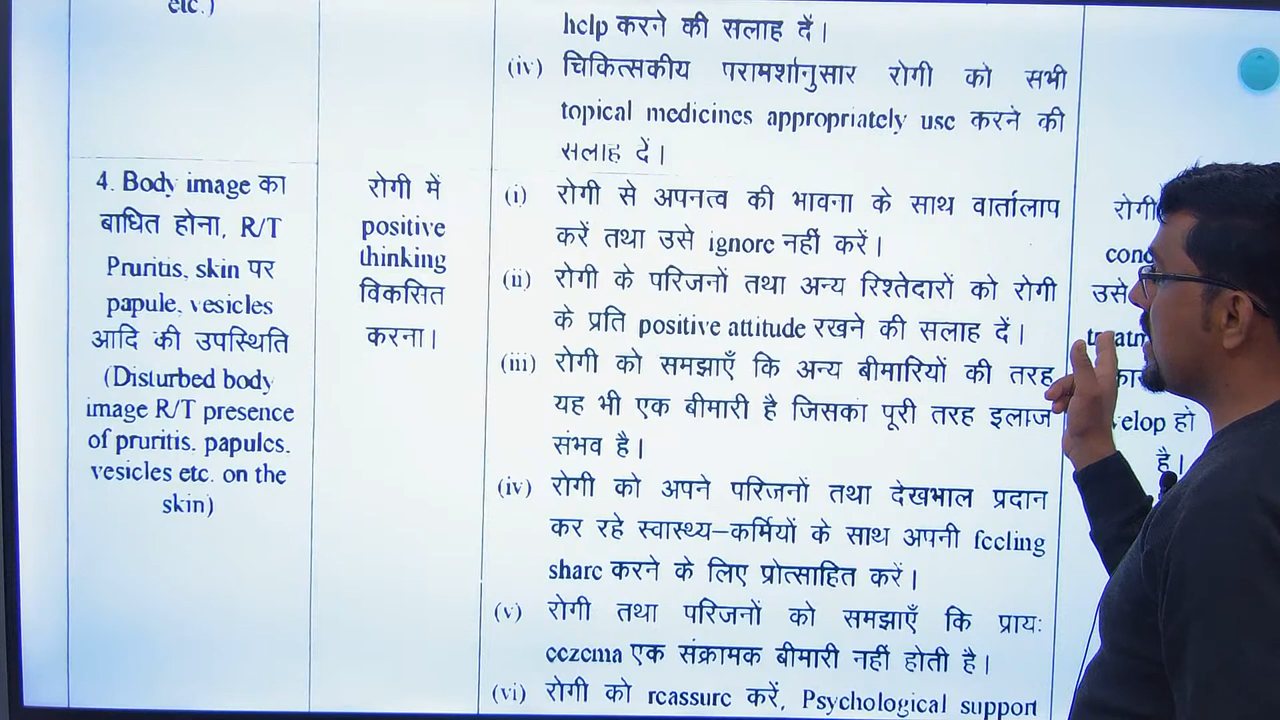 etc.)
help करने की सलाह दें।
(iv) चिकित्सकीय परामर्शानुसार रोगी को सभी
topical medicines appropriately use करने की
सलाह दें।
4. Body image का
बाधित होना, R/T
Pruritis, skin पर
papule, vesicles
आदि की उपस्थिति
(Disturbed body
image R/T presence
of pruritis, papules,
vesicles etc. on the
skin)
रोगी में
positive
thinking
विकसित
करना।
(i) रोगी से अपनत्व की भावना के साथ वार्तालाप
करें तथा उसे ignore नहीं करें।
(ii) रोगी के परिजनों तथा अन्य रिश्तेदारों को रोगी
के प्रति positive attitude रखने की सलाह दें।
(iii) रोगी को समझाएँ कि अन्य बीमारियों की तरह
यह भी एक बीमारी है जिसका पूरी तरह इलाज
संभव है।
(iv) रोगी को अपने परिजनों तथा देखभाल प्रदान
कर रहे स्वास्थ्य–कर्मियों के साथ अपनी feeling
share करने के लिए प्रोत्साहित करें।
(v) रोगी तथा परिजनों को समझाएँ कि प्रायः
eczema एक संक्रामक बीमारी नहीं होती है।
(vi) रोगी को reassure करें, Psychological support
रोगी
उसे
हो
है।